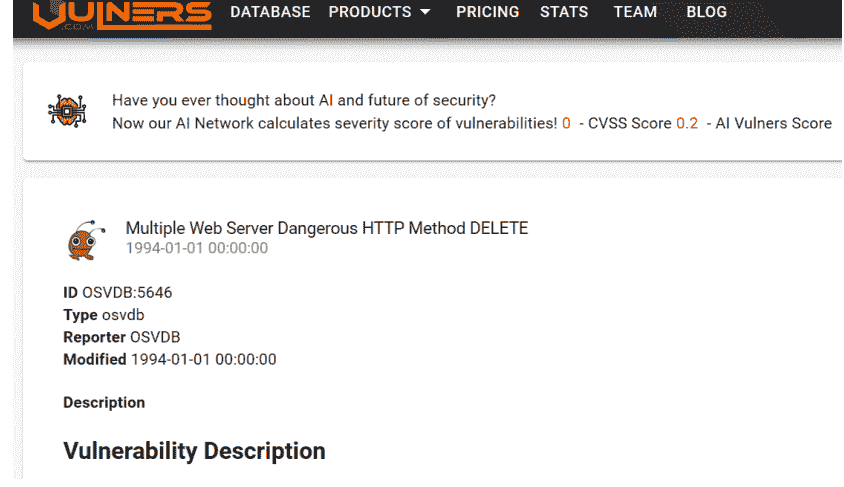 VULNERS
.COM
DATABASE PRODUCTS PRICING STATS TEAM BLOG
Have you ever thought about AI and future of security?
Now our AI Network calculates severity score of vulnerabilities! 0 - CVSS Score 0.2 - AI Vulners Score
Multiple Web Server Dangerous HTTP Method DELETE
1994-01-01 00:00:00
ID OSVDB:5646
Type osvdb
Reporter OSVDB
Modified 1994-01-01 00:00:00
Description
Vulnerability Description